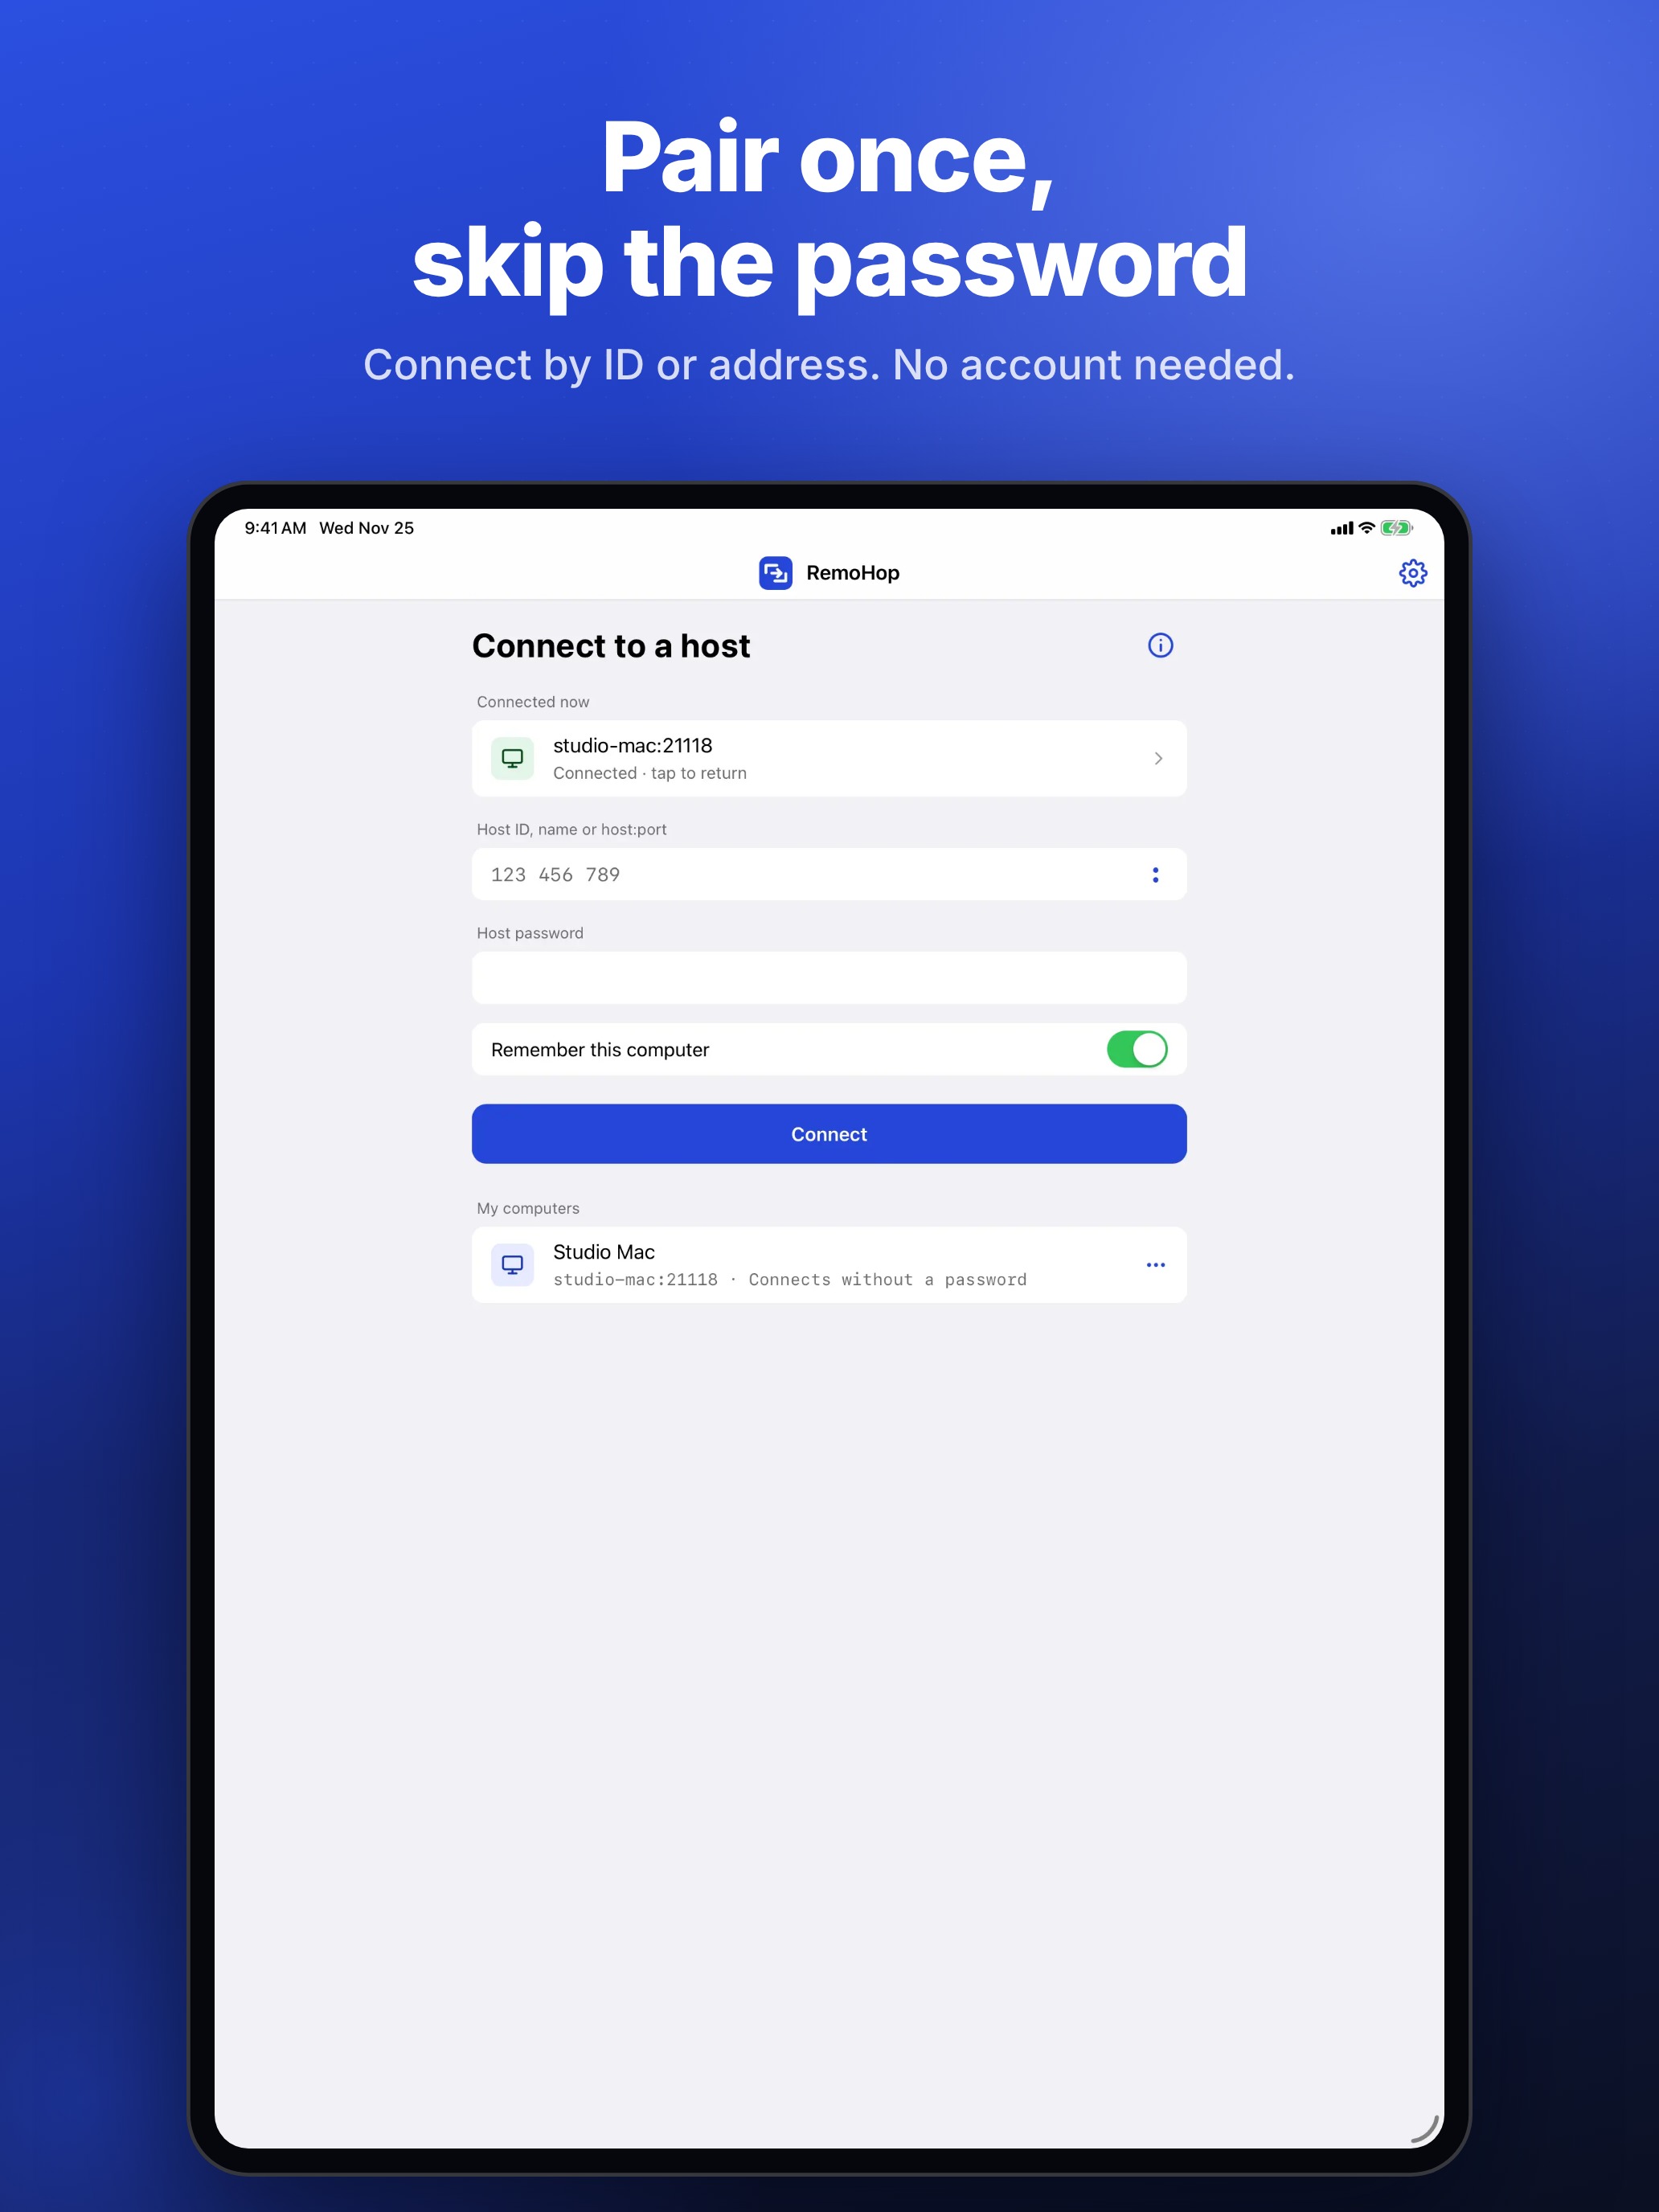 Pair once,
skip the password
Connect by ID or address. No account needed.
9:41 AM Wed Nov 25
RemoHop
Connect to a host
Connected now
studio-mac:21118
Connected · tap to return
Host ID, name or host:port
123 456 789
Host password
Remember this computer
Connect
My computers
Studio Mac
studio-mac:21118 · Connects without a password